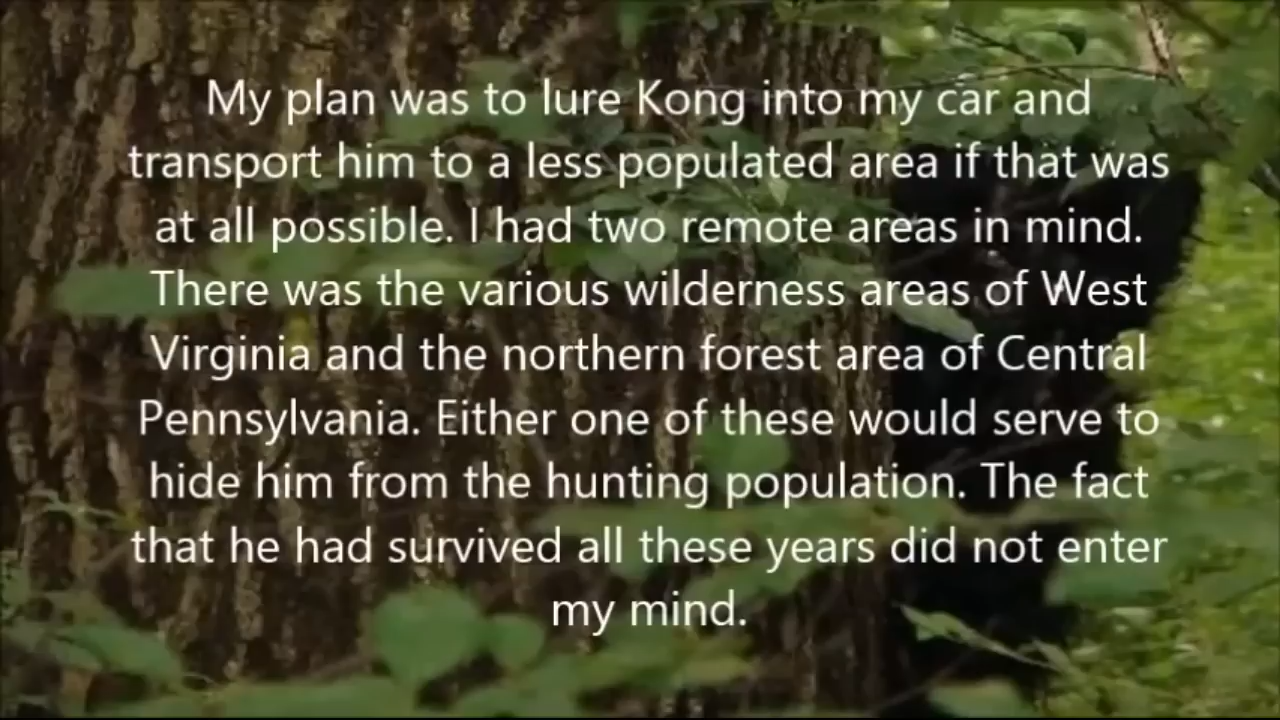 My plan was to lure Kong into my car and
transport him to a less populated area if that was
at all possible. I had two remote areas in mind.
There was the various wilderness areas of West
Virginia and the northern forest area of Central
Pennsylvania. Either one of these would serve to
hide him from the hunting population. The fact
that he had survived all these years did not enter
my mind.